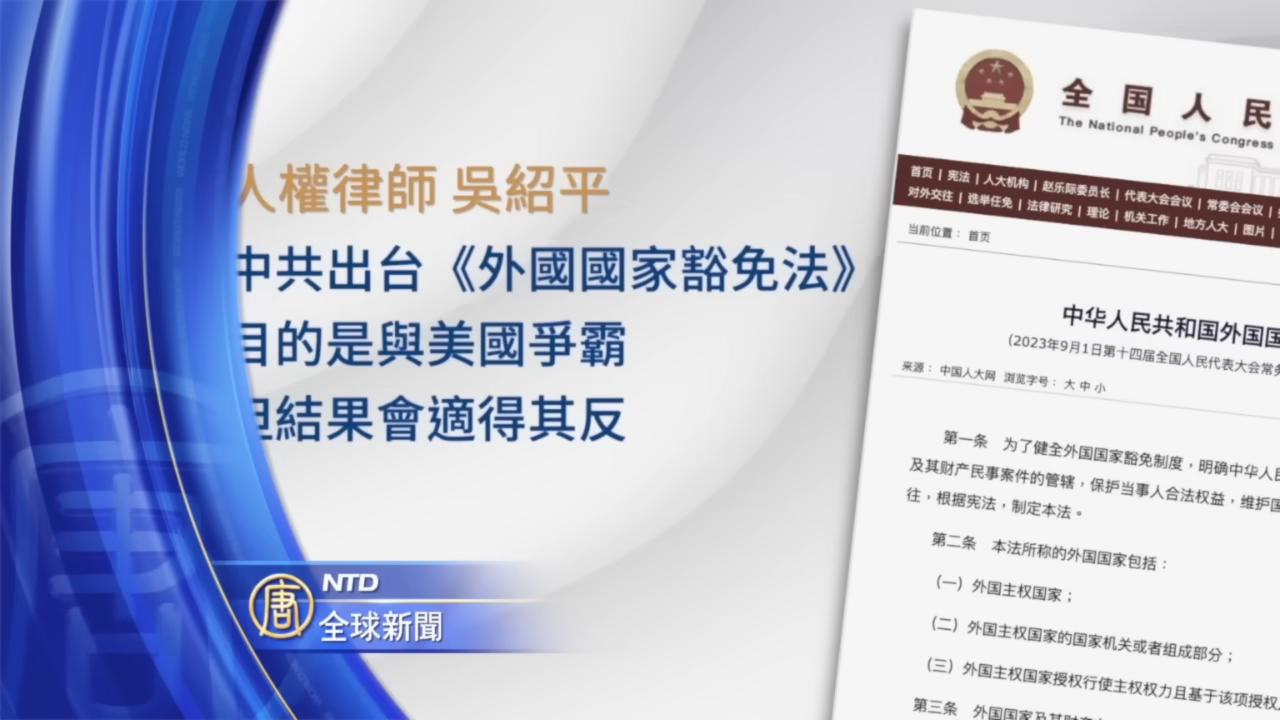 人權律師 吳紹平
中共出台《外國國家豁免法》
目的是與美國爭霸
但結果會適得其反
唐
NTD
全球新聞
全国人民
The National People's Congress
首页 | 宪法 | 人大机构 | 赵乐际委员长 | 代表大会会议 | 常委会会议 |
对外交往 | 选举任免 | 法律研究 | 理论 | 机关工作 | 地方人大 | 图片 |
当前位置： 首页
中华人民共和国外国国
(2023年9月1日第十四届全国人民代表大会常务
来源： 中国人大网 浏览字号： 大 中 小
第一条 为了健全外国国家豁免制度，明确中华人民
及其财产民事案件的管辖，保护当事人合法权益，维护国
往，根据宪法，制定本法。
第二条 本法所称的外国国家包括：
（一）外国主权国家；
（二）外国主权国家的国家机关或者组成部分；
（三）外国主权国家授权行使主权权力且基于该项授权
第三条 外国国家及其财产